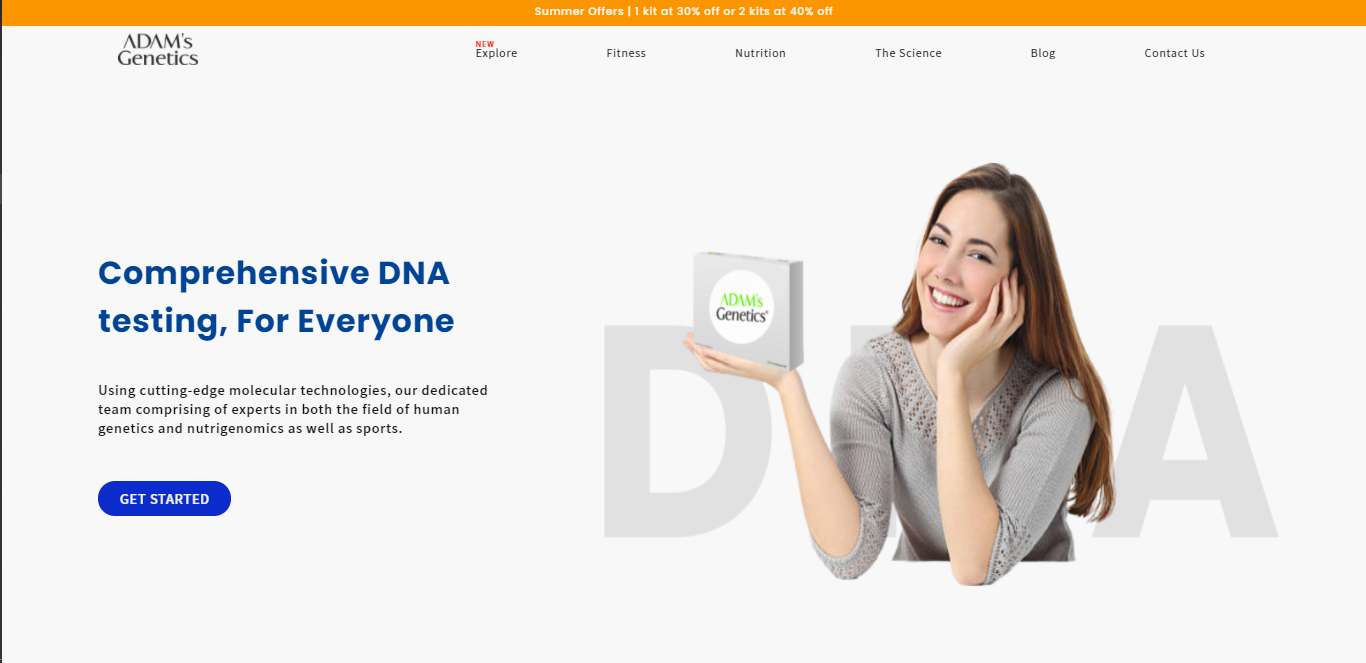 Summer Offers | 1 kit at 30% off or 2 kits at 40% off
ADAM's
Genetics
NEW
Explore
Fitness
Nutrition
The Science
Blog
Contact Us
Comprehensive DNA
testing, For Everyone
Using cutting-edge molecular technologies, our dedicated
team comprising of experts in both the field of human
genetics and nutrigenomics as well as sports.
GET STARTED
ADAM's
Genetics®
DNA